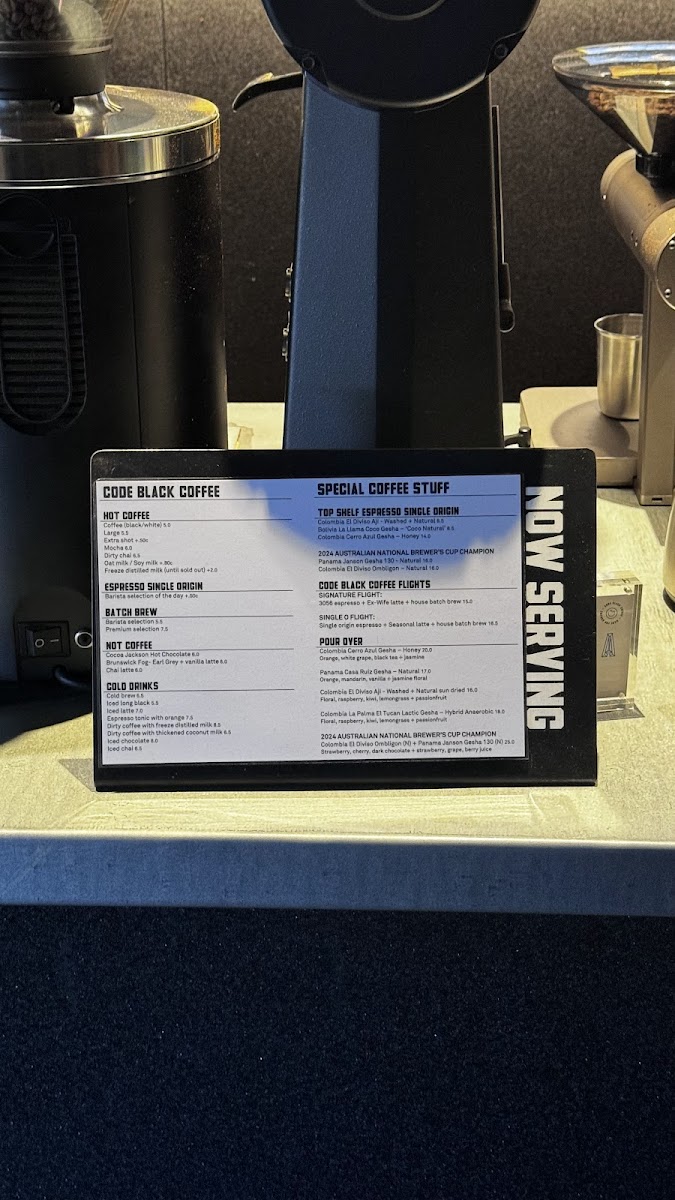 CODE BLACK COFFEE
HOT COFFEE
Coffee (black/white) 5.0
Large 5.5
Extra shot +.50c
Mocha 6.0
Dirty chai 6.5
Oat milk / Soy milk +.80c
Freeze distilled milk (until sold out) +2.0
ESPRESSO SINGLE ORIGIN
Barista selection of the day +.50c
BATCH BREW
Barista selection 5.5
Premium selection 7.5
NOT COFFEE
Cocoa Jackson Hot Chocolate 6.0
Brunswick Fog- Earl Grey + vanilla latte 6.0
Chai latte 6.0
COLD DRINKS
Cold brew 6.5
Iced long black 5.5
Iced latte 7.0
Espresso tonic with orange 7.5
Dirty coffee with freeze distilled milk 8.5
Dirty coffee with thickened coconut milk 6.5
Iced chocolate 8.0
Iced chai 6.5
SPECIAL COFFEE STUFF
TOP SHELF ESPRESSO SINGLE ORIGIN
Colombia El Diviso Aji - Washed + Natural
Bolivia La Llama Coco Gesha – 'Coco Natural'
Colombia Cerro Azul Gesha – Honey 14.0
2024 AUSTRALIAN NATIONAL BREWER'S CUP CHAMPION
Panama Janson Gesha 130 - Natural 18.0
Colombia El Diviso Ombligon – Natural 18.0
CODE BLACK COFFEE FLIGHTS
SIGNATURE FLIGHT:
3056 espresso + Ex-Wife latte + house batch brew 15.0
SINGLE O FLIGHT:
Single origin espresso + Seasonal latte + house batch brew 16.5
POUR OVER
Colombia Cerro Azul Gesha – Honey 20.0
Orange, white grape, black tea + jasmine
Panama Casa Ruiz Gesha – Natural 17.0
Orange, mandarin, vanilla + jasmine floral
Colombia El Diviso Aji - Washed + Natural sun dried 16.0
Floral, raspberry, kiwi, lemongrass + passionfruit
Colombia La Palma El Tucan Lactic Gesha – Hybrid Anaerobic 18.0
Floral, raspberry, kiwi, lemongrass + passionfruit
2024 AUSTRALIAN NATIONAL BREWER'S CUP CHAMPION
Colombia El Diviso Ombligon (N) + Panama Janson Gesha 130 (N) 25.0
Strawberry, cherry, dark chocolate + strawberry, grape, berry juice
NOW SERVING